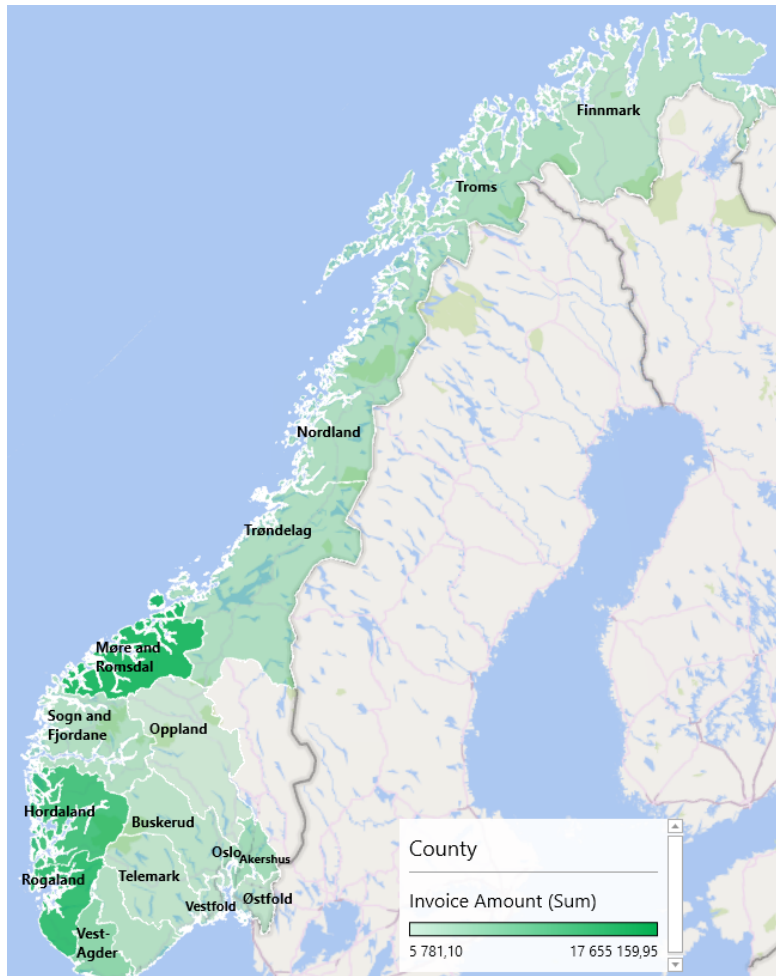 Finnmark
Troms
Nordland
Trøndelag
Møre and
Romsdal
Sogn and
Fjordane
Oppland
Hordaland
Buskerud
Oslo
Akershus
Rogaland
Telemark
Vestfold
Østfold
Vest-
Agder
County
Invoice Amount (Sum)
5 781,10 17 655 159,95